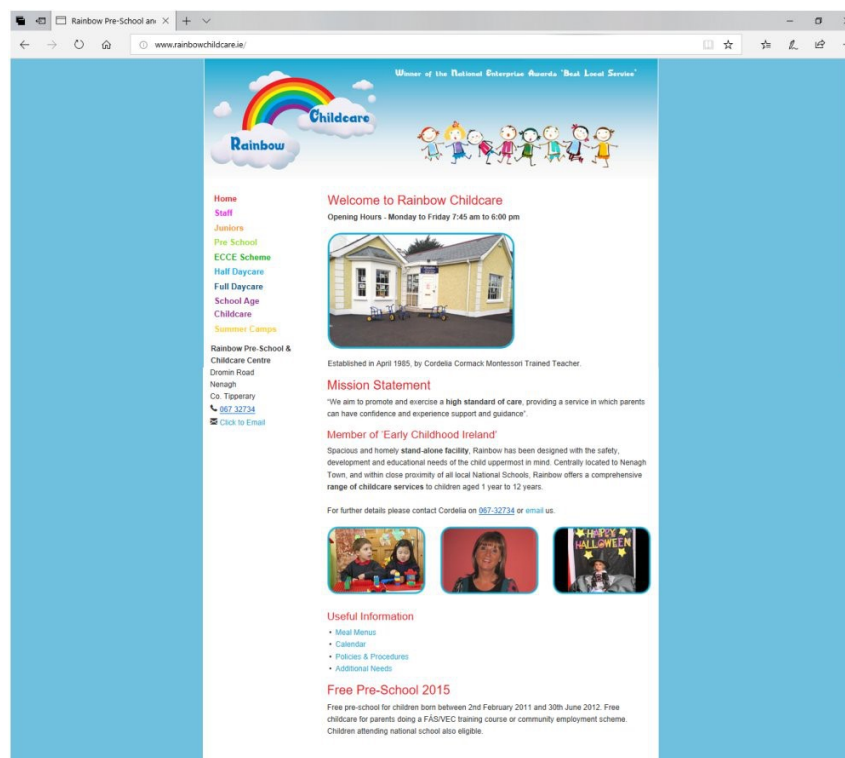 Rainbow Pre-School an
www.rainbowchildcare.ie/
Winner of the National Enterprise Awards 'Best Local Service'
Childcare
Rainbow
Home
Staff
Juniors
Pre School
ECCE Scheme
Half Daycare
Full Daycare
School Age
Childcare
Summer Camps
Rainbow Pre-School &
Childcare Centre
Dromin Road
Nenagh
Co. Tipperary
067 32734
Click to Email
Welcome to Rainbow Childcare
Opening Hours - Monday to Friday 7:45 am to 6:00 pm
Established in April 1985, by Cordelia Cormack Montessori Trained Teacher.
Mission Statement
"We aim to promote and exercise a high standard of care, providing a service in which parents
can have confidence and experience support and guidance".
Member of 'Early Childhood Ireland'
Spacious and homely stand-alone facility, Rainbow has been designed with the safety,
development and educational needs of the child uppermost in mind. Centrally located to Nenagh
Town, and within close proximity of all local National Schools, Rainbow offers a comprehensive
range of childcare services to children aged 1 year to 12 years.
For further details please contact Cordelia on 067-32734 or email us.
HAPPY
HALLOWEEN
Useful Information
• Meal Menus
• Calendar
• Policies & Procedures
• Additional Needs
Free Pre-School 2015
Free pre-school for children born between 2nd February 2011 and 30th June 2012. Free
childcare for parents doing a FÁS/VEC training course or community employment scheme.
Children attending national school also eligible.